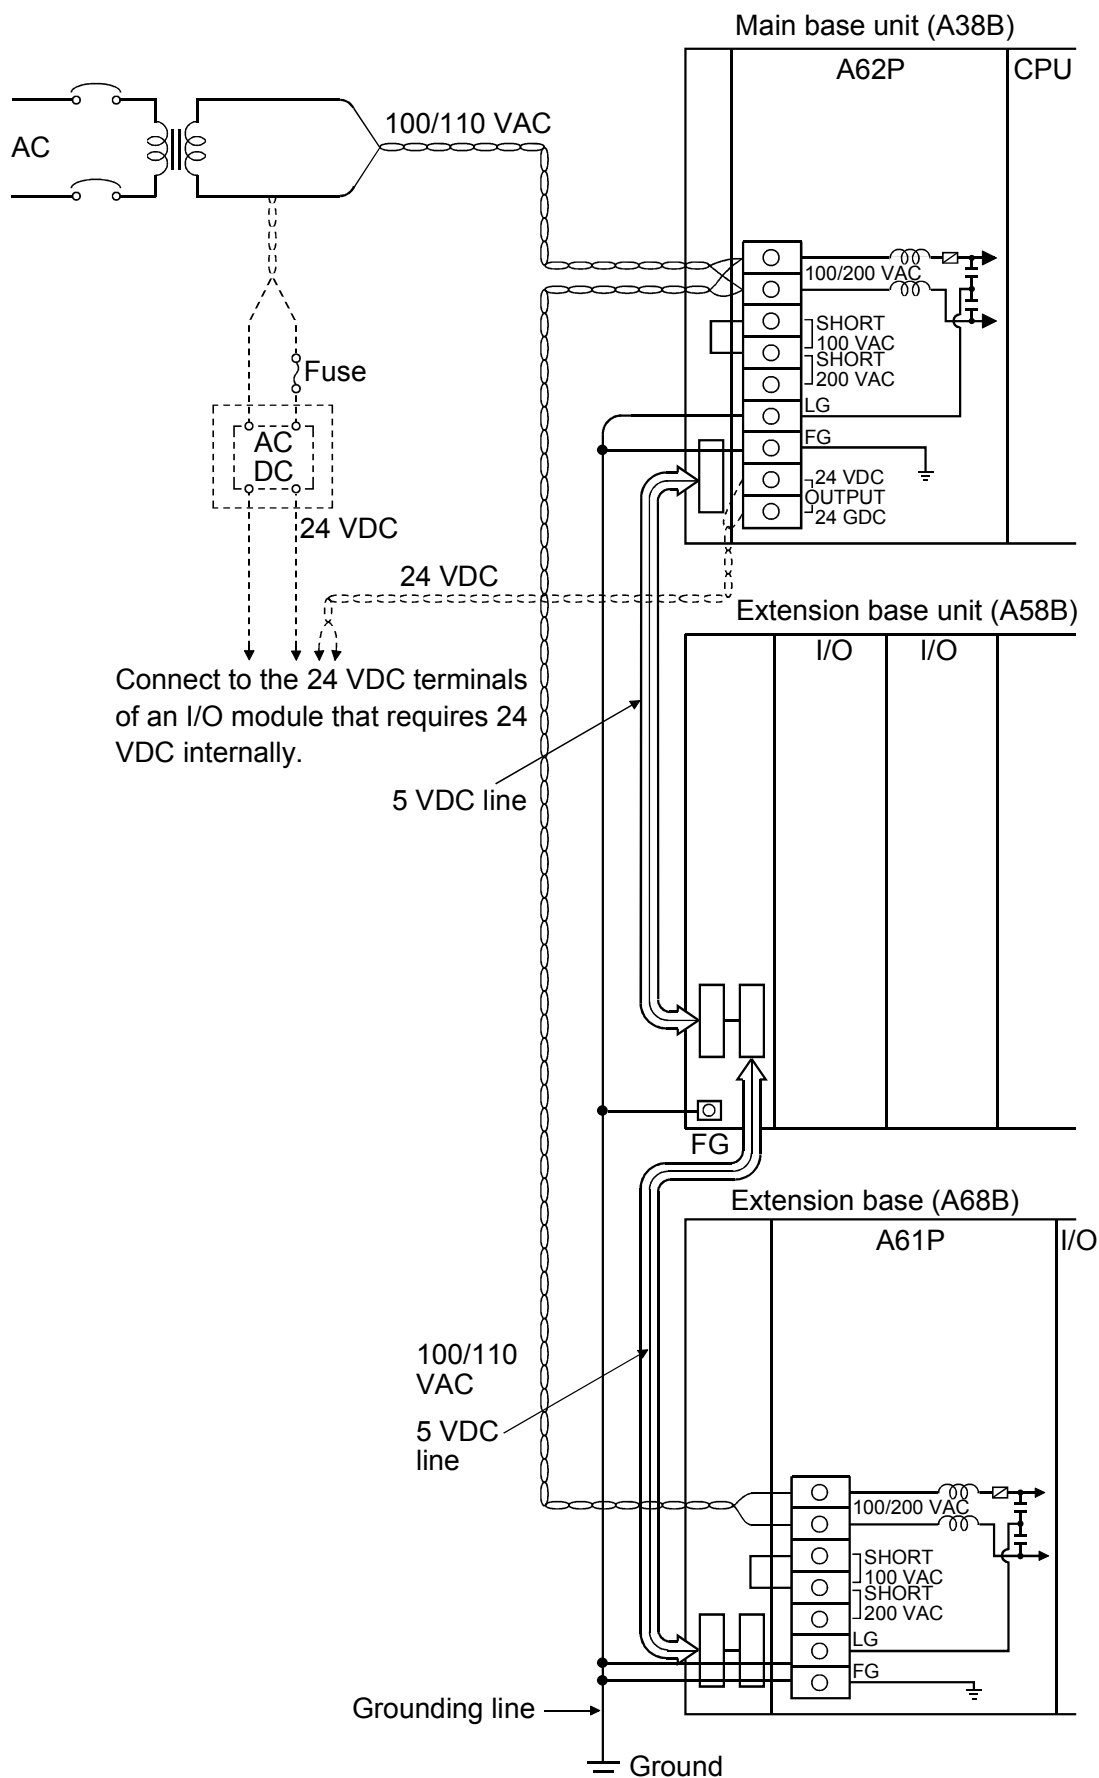 Main base unit (A38B)
A62P
CPU
AC
100/110 VAC
100/200 VAC
SHORT
100 VAC
SHORT
200 VAC
LG
FG
24 VDC
OUTPUT
24 GDC
Fuse
AC
DC
24 VDC
24 VDC
Extension base unit (A58B)
I/O
I/O
Connect to the 24 VDC terminals
of an I/O module that requires 24
VDC internally.
5 VDC line
FG
Extension base (A68B)
A61P
I/O
100/110
VAC
5 VDC
line
100/200 VAC
SHORT
100 VAC
SHORT
200 VAC
LG
FG
Grounding line
Ground